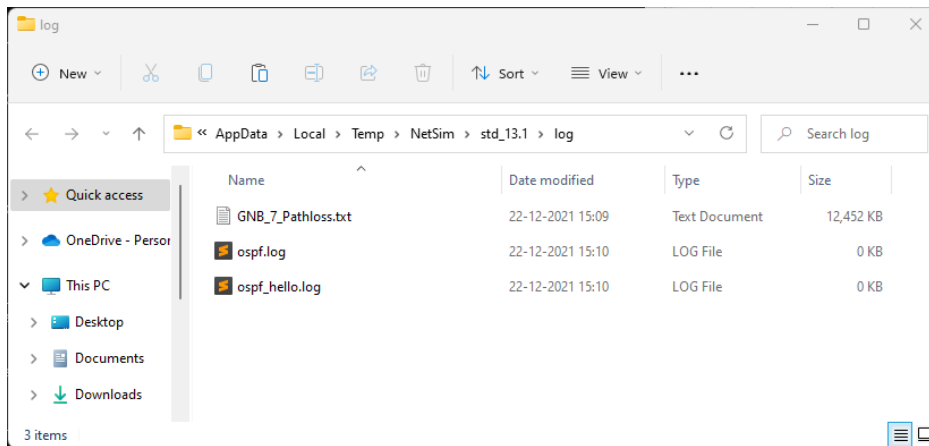 log
New
Sort
View
« AppData > Local > Temp > NetSim > std_13.1 > log
Search log
Name Date modified Type Size
Quick access
GNB_7_Pathloss.txt 22-12-2021 15:09 Text Document 12,452 KB
OneDrive - Person
ospf.log 22-12-2021 15:10 LOG File 0 KB
This PC
ospf_hello.log 22-12-2021 15:10 LOG File 0 KB
Desktop
Documents
Downloads
3 items